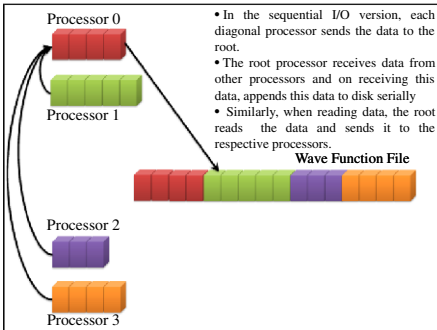 Processor 0
Processor 1
• In the sequential I/O version, each
diagonal processor sends the data to the
root.
• The root processor receives data from
other processors and on receiving this
data, appends this data to disk serially
• Similarly, when reading data, the root
reads the data and sends it to the
respective processors.
Wave Function File
Processor 2
Processor 3